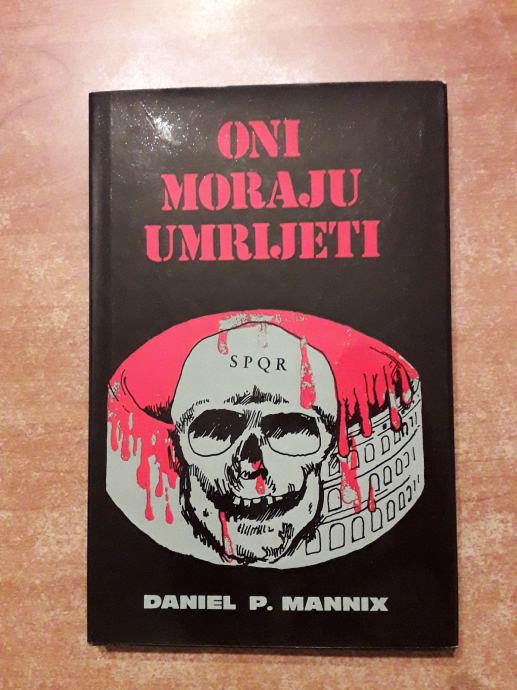 ONI
MORAJU
UMRIJETI
SPQR
DANIEL P. MANNIX